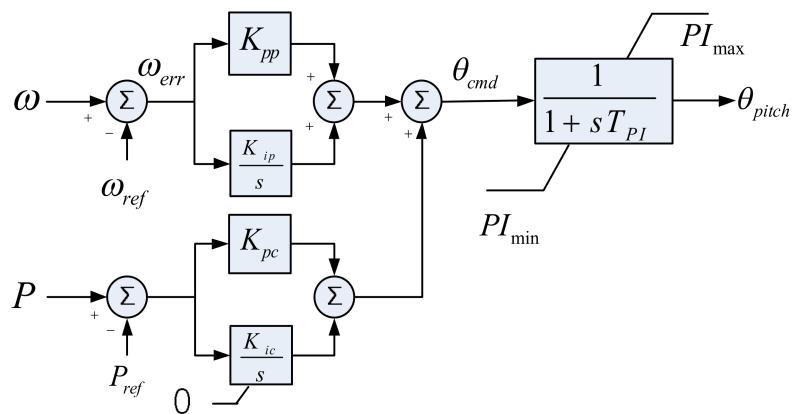 ω
+
−
Σ
ω_ref
ω_err
K_pp
K_ip
s
+
+
Σ
+
+
Σ
θ_cmd
1
1 + sT_PI
PI_max
PI_min
θ_pitch
P
+
−
Σ
P_ref
K_pc
K_ic
s
0
Σ